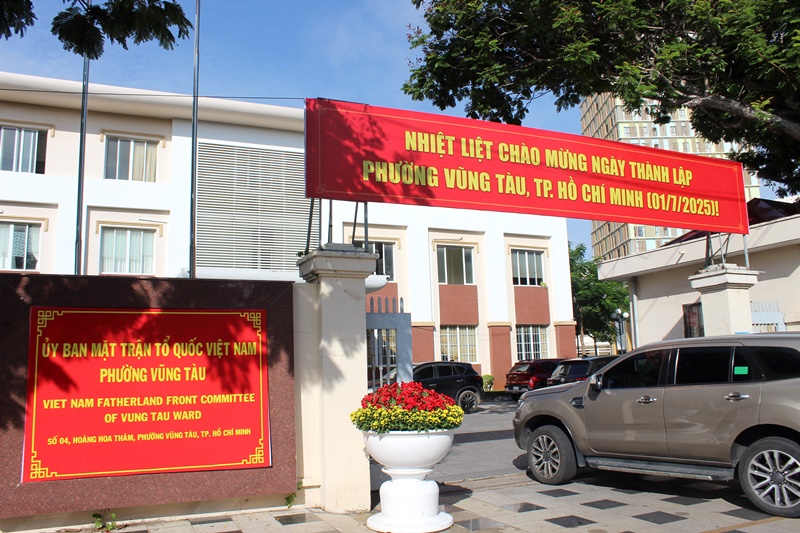 NHIỆT LIỆT CHÀO MỪNG NGÀY THÀNH LẬP
PHƯỜNG VŨNG TÀU, TP. HỒ CHÍ MINH (01/7/2025)!
ỦY BAN MẶT TRẬN TỔ QUỐC VIỆT NAM
PHƯỜNG VŨNG TÀU
VIET NAM FATHERLAND FRONT COMMITTEE
OF VUNG TAU WARD
SỐ 04, HOÀNG HOA THÁM, PHƯỜNG VŨNG TÀU, TP. HỒ CHÍ MINH